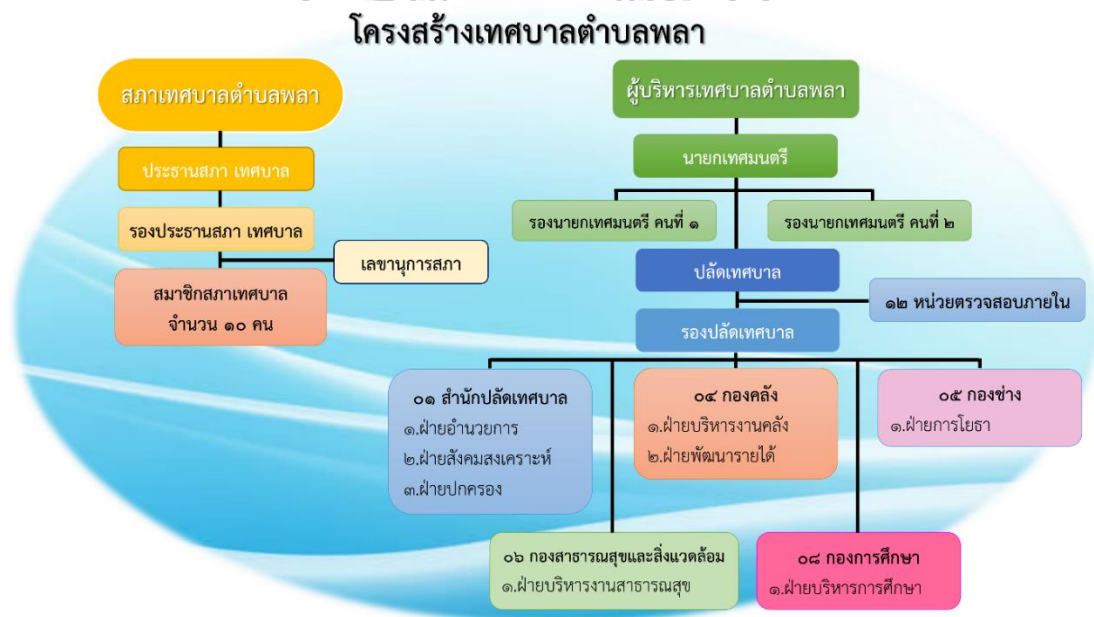 โครงสร้างเทศบาลตำบลพลา
สภาเทศบาลตำบลพลา
ประธานสภา เทศบาล
รองประธานสภา เทศบาล
เลขานุการสภา
สมาชิกสภาเทศบาล
จำนวน ๑๐ คน
ผู้บริหารเทศบาลตำบลพลา
นายกเทศมนตรี
รองนายกเทศมนตรี คนที่ ๑
รองนายกเทศมนตรี คนที่ ๒
ปลัดเทศบาล
๑๒ หน่วยตรวจสอบภายใน
รองปลัดเทศบาล
๐๑ สำนักปลัดเทศบาล
๑.ฝ่ายอำนวยการ
๒.ฝ่ายสังคมสงเคราะห์
๓.ฝ่ายปกครอง
๐๔ กองคลัง
๑.ฝ่ายบริหารงานคลัง
๒.ฝ่ายพัฒนารายได้
๐๕ กองช่าง
๑.ฝ่ายการโยธา
๐๖ กองสาธารณสุขและสิ่งแวดล้อม
๑.ฝ่ายบริหารงานสาธารณสุข
๐๘ กองการศึกษา
๑.ฝ่ายบริหารการศึกษา